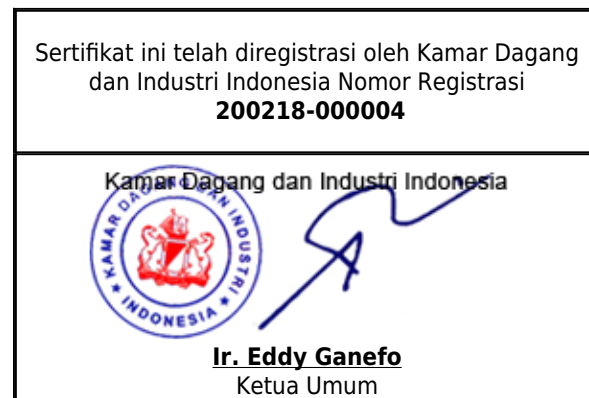 Sertifikat ini telah diregistrasi oleh Kamar Dagang
dan Industri Indonesia Nomor Registrasi
200218-000004
Kamar Dagang dan Industri Indonesia
KAMAR DAGANG DAN INDUSTRI
INDONESIA
Ir. Eddy Ganefo
Ketua Umum